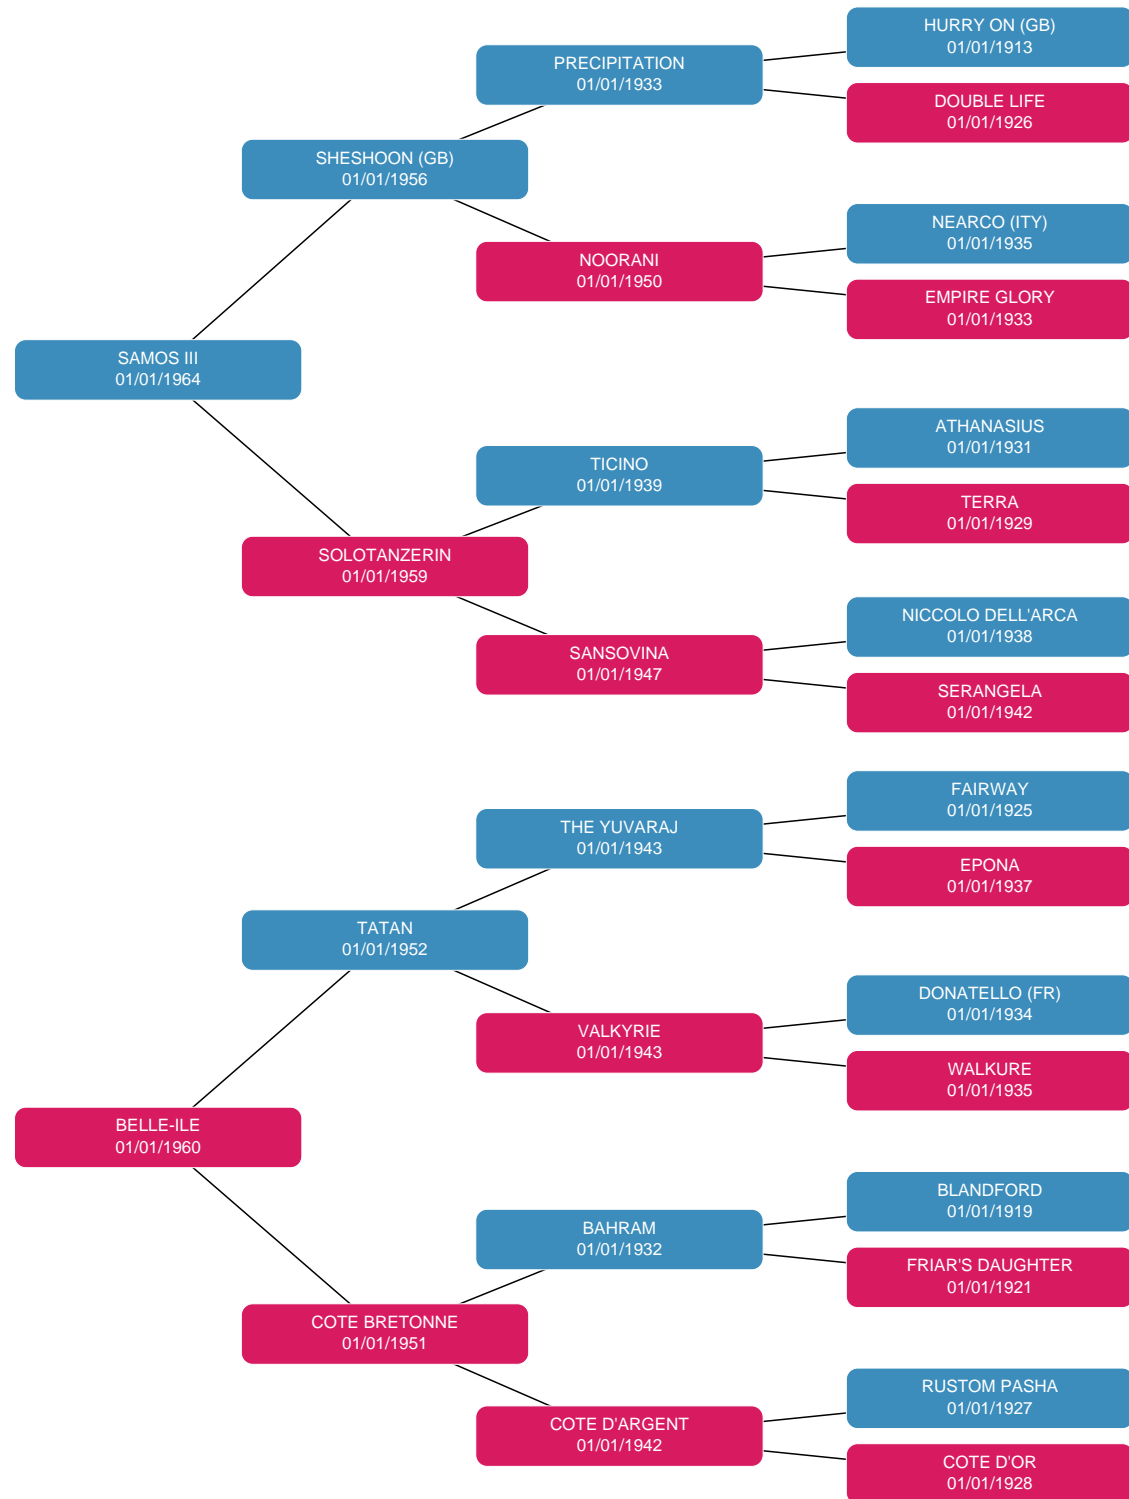 HURRY ON (GB)
01/01/1913
PRECIPITATION
01/01/1933
DOUBLE LIFE
01/01/1926
SHESHOON (GB)
01/01/1956
NEARCO (ITY)
01/01/1935
NOORANI
01/01/1950
EMPIRE GLORY
01/01/1933
SAMOS III
01/01/1964
ATHANASIUS
01/01/1931
TICINO
01/01/1939
TERRA
01/01/1929
SOLOTANZERIN
01/01/1959
NICCOLO DELL'ARCA
01/01/1938
SANSOVINA
01/01/1947
SERANGELA
01/01/1942
FAIRWAY
01/01/1925
THE YUVARAJ
01/01/1943
EPONA
01/01/1937
TATAN
01/01/1952
DONATELLO (FR)
01/01/1934
VALKYRIE
01/01/1943
WALKURE
01/01/1935
BELLE-ILE
01/01/1960
BLANDFORD
01/01/1919
BAHRAM
01/01/1932
FRIAR'S DAUGHTER
01/01/1921
COTE BRETONNE
01/01/1951
RUSTOM PASHA
01/01/1927
COTE D'ARGENT
01/01/1942
COTE D'OR
01/01/1928